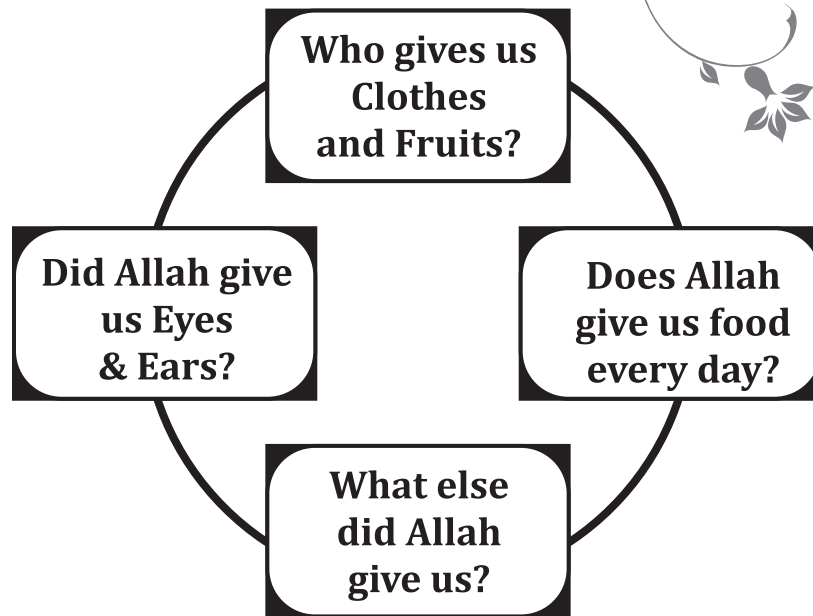 Who gives us
Clothes
and Fruits?
Did Allah give
us Eyes
& Ears?
Does Allah
give us food
every day?
What else
did Allah
give us?